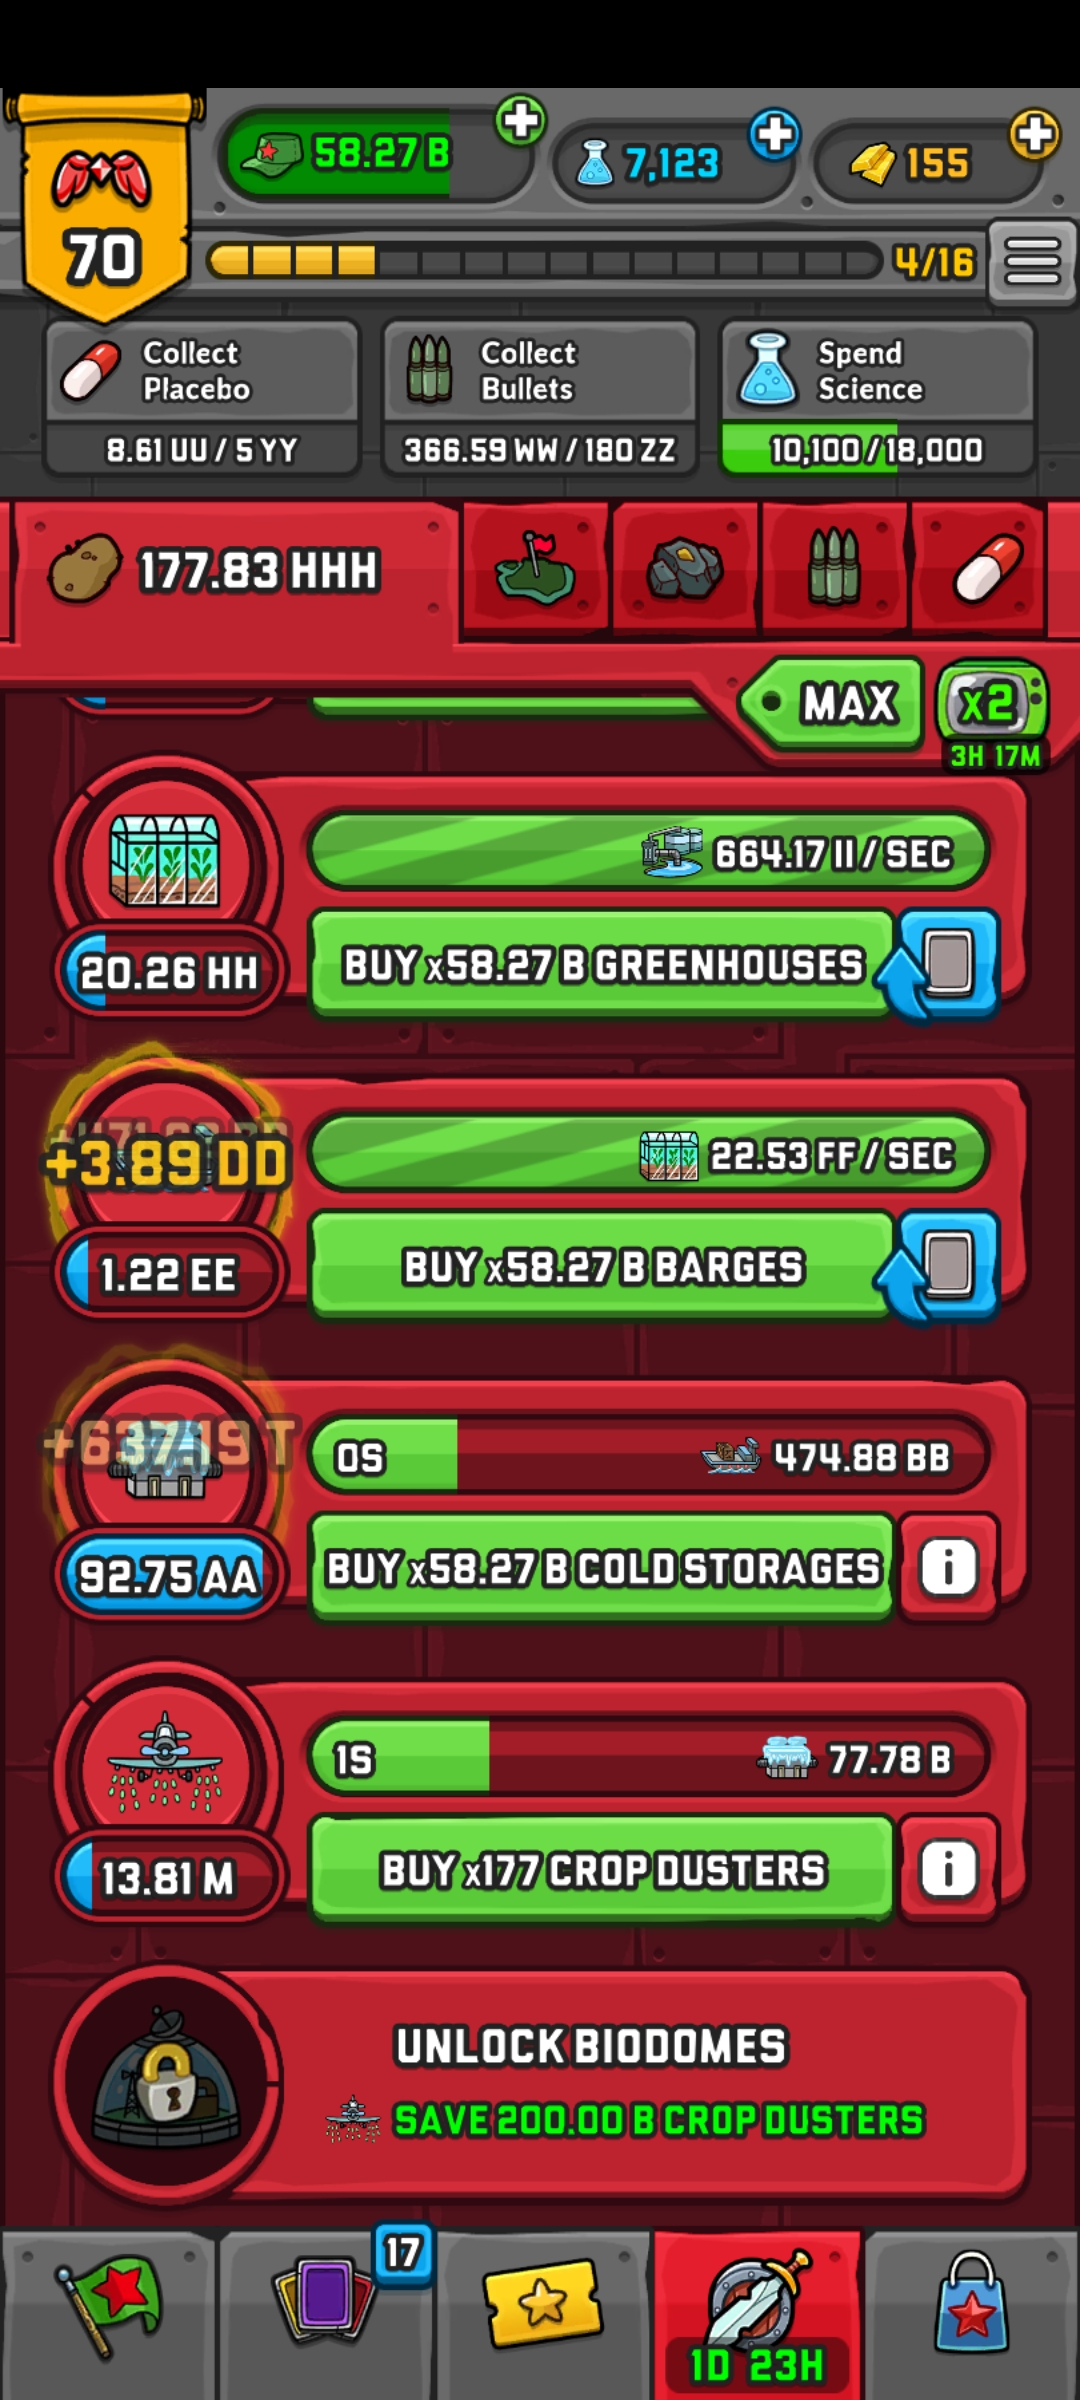 58.27 B
7,123
155
70
4/16
Collect
Placebo
8.61 UU / 5 YY
Collect
Bullets
366.59 WW / 180 ZZ
Spend
Science
10,100 / 18,000
177.83 HHH
MAX
x2
3H 17M
664.17 II / SEC
20.26 HH
BUY x58.27 B GREENHOUSES
+3.89 DD
22.53 FF / SEC
1.22 EE
BUY x58.27 B BARGES
+637.19 T
0S
474.88 BB
92.75 AA
BUY x58.27 B COLD STORAGES
1S
77.78 B
13.81 M
BUY x177 CROP DUSTERS
UNLOCK BIODOMES
SAVE 200.00 B CROP DUSTERS
17
1D 23H